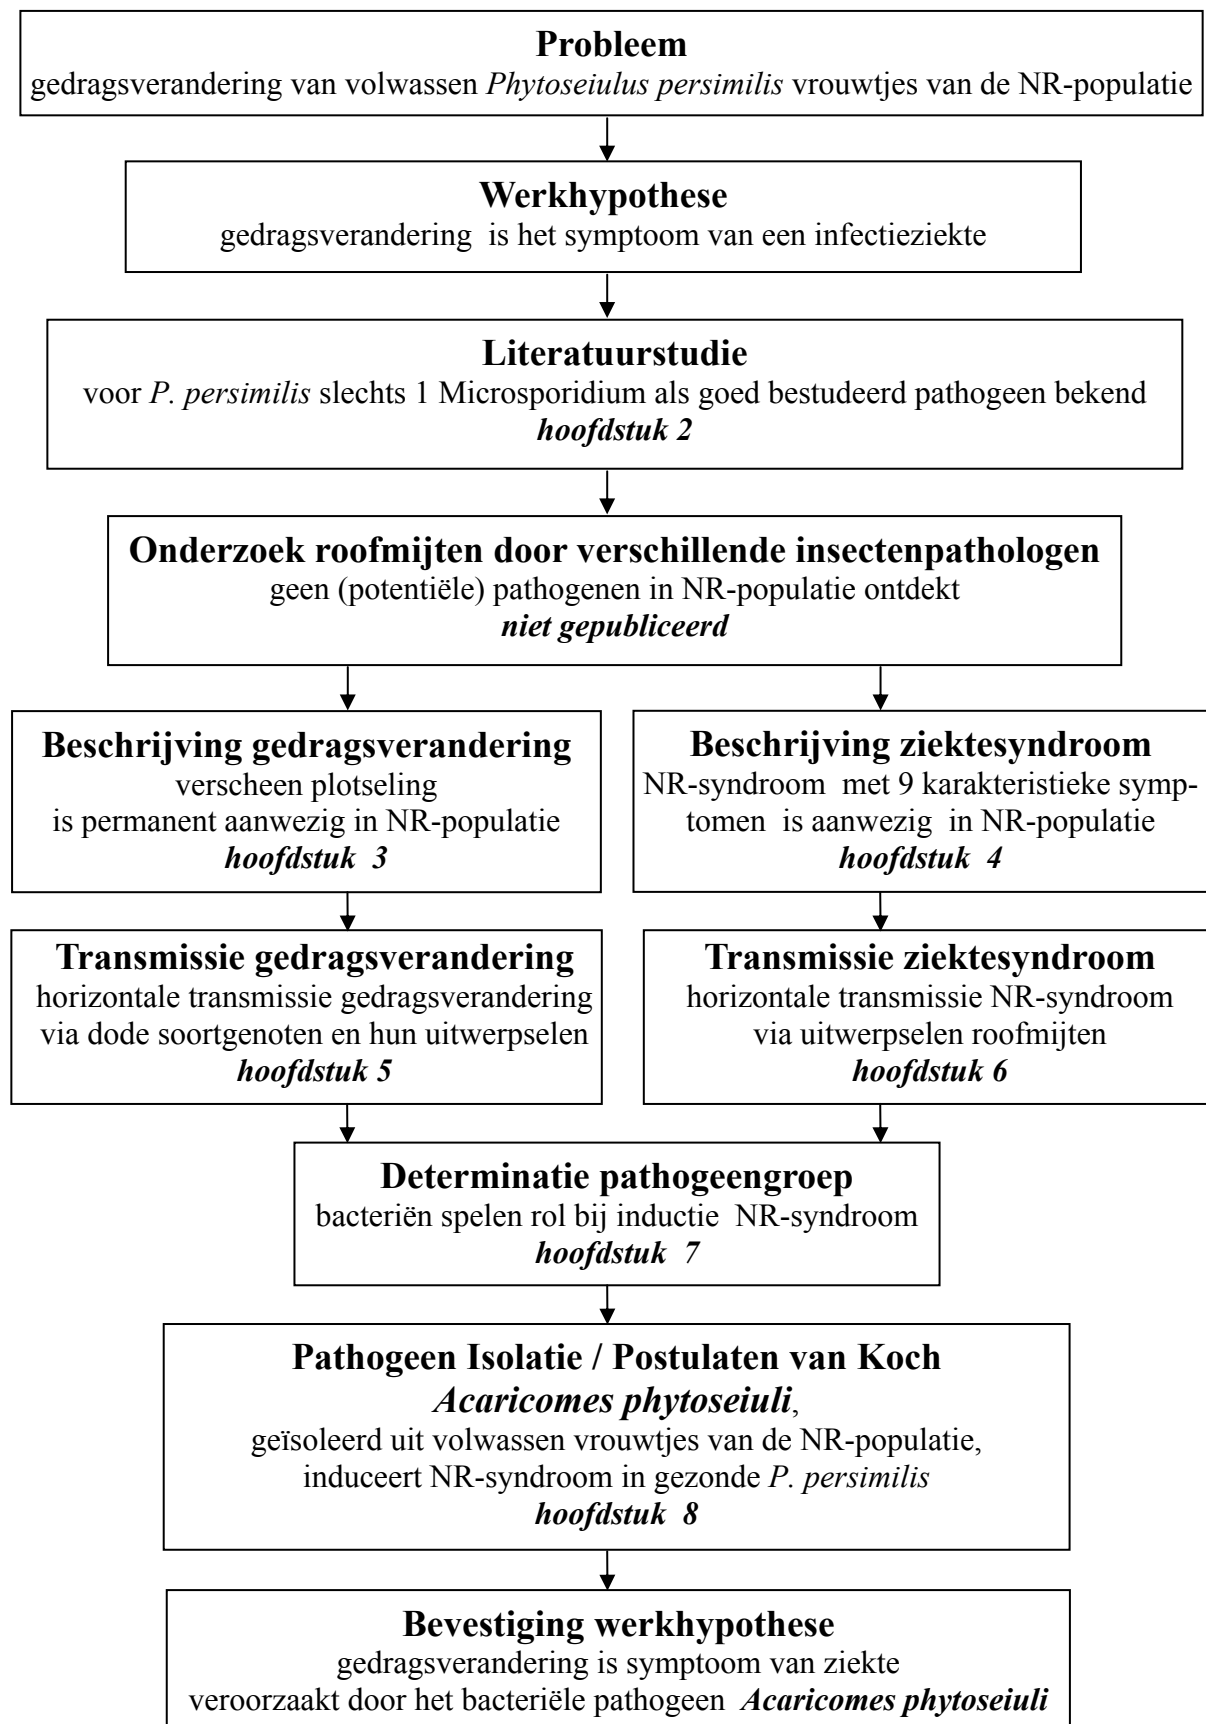 Probleem
gedragsverandering van volwassen Phytoseiulus persimilis vrouwtjes van de NR-populatie
Werkhypothese
gedragsverandering is het symptoom van een infectieziekte
Literatuurstudie
voor P. persimilis slechts 1 Microsporidium als goed bestudeerd pathogeen bekend
hoofdstuk 2
Onderzoek roofmijten door verschillende insectenpathologen
geen (potentiële) pathogenen in NR-populatie ontdekt
niet gepubliceerd
Beschrijving gedragsverandering
verscheen plotseling
is permanent aanwezig in NR-populatie
hoofdstuk 3
Beschrijving ziektesyndroom
NR-syndroom met 9 karakteristieke symp-
tomen is aanwezig in NR-populatie
hoofdstuk 4
Transmissie gedragsverandering
horizontale transmissie gedragsverandering
via dode soortgenoten en hun uitwerpselen
hoofdstuk 5
Transmissie ziektesyndroom
horizontale transmissie NR-syndroom
via uitwerpselen roofmijten
hoofdstuk 6
Determinatie pathogeengroep
bacteriën spelen rol bij inductie NR-syndroom
hoofdstuk 7
Pathogeen Isolatie / Postulaten van Koch
Acaricomes phytoseiuli,
geïsoleerd uit volwassen vrouwtjes van de NR-populatie,
induceert NR-syndroom in gezonde P. persimilis
hoofdstuk 8
Bevestiging werkhypothese
gedragsverandering is symptoom van ziekte
veroorzaakt door het bacteriële pathogeen Acaricomes phytoseiuli